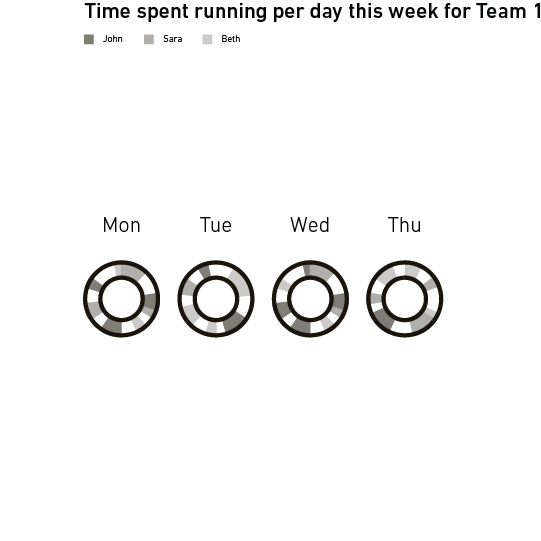 Time spent running per day this week for Team 1
John Sara Beth
Mon Tue Wed Thu